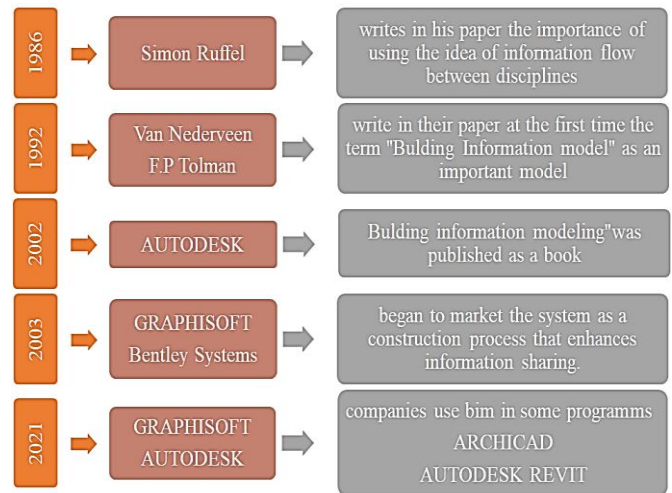 1986
Simon Ruffel
writes in his paper the importance of
using the idea of information flow
between disciplines
1992
Van Nederveen
F.P Tolman
write in their paper at the first time the
term "Bulding Information model" as an
important model
2002
AUTODESK
Bulding information modeling"was
published as a book
2003
GRAPHISOFT
Bentley Systems
began to market the system as a
construction process that enhances
information sharing.
2021
GRAPHISOFT
AUTODESK
companies use bim in some programms
ARCHICAD
AUTODESK REVIT